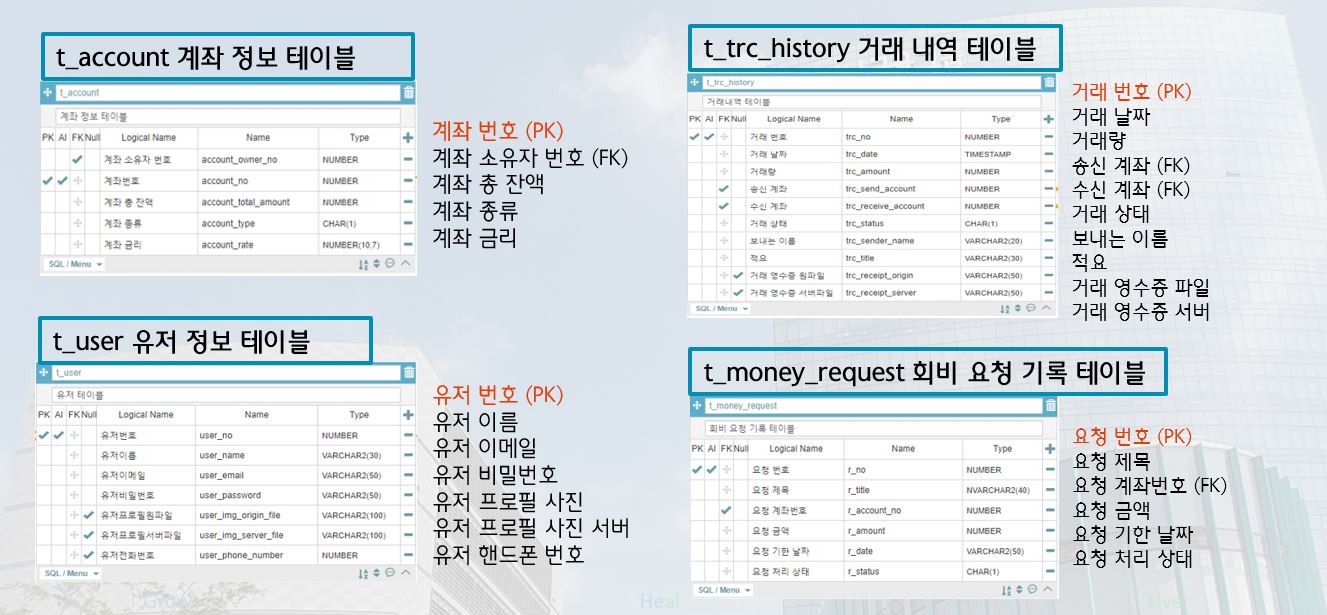 t_account 계좌 정보 테이블
t_account
계좌 정보 테이블
PK AI FK Null Logical Name Name Type
계좌 소유자 번호 account_owner_no NUMBER
계좌번호 account_no NUMBER
계좌 총 잔액 account_total_amount NUMBER
계좌 종류 account_type CHAR(1)
계좌 금리 account_rate NUMBER(10,7)
SQL / Menu
계좌 번호 (PK)
계좌 소유자 번호 (FK)
계좌 총 잔액
계좌 종류
계좌 금리
t_user 유저 정보 테이블
t_user
유저 테이블
PK AI FK Null Logical Name Name Type
유저번호 user_no NUMBER
유저이름 user_name VARCHAR2(30)
유저이메일 user_email VARCHAR2(50)
유저비밀번호 user_password VARCHAR2(50)
유저프로필원파일 user_img_origin_file VARCHAR2(100)
유저프로필서버파일 user_img_server_file VARCHAR2(100)
유저전화번호 user_phone_number NUMBER
SQL / Menu
유저 번호 (PK)
유저 이름
유저 이메일
유저 비밀번호
유저 프로필 사진
유저 프로필 사진 서버
유저 핸드폰 번호
t_trc_history 거래 내역 테이블
t_trc_history
거래내역 테이블
PK AI FK Null Logical Name Name Type
거래 번호 trc_no NUMBER
거래 날짜 trc_date TIMESTAMP
거래량 trc_amount NUMBER
송신 계좌 trc_send_account NUMBER
수신 계좌 trc_receive_account NUMBER
거래 상태 trc_status CHAR(1)
보내는 이름 trc_sender_name VARCHAR2(20)
적요 trc_title VARCHAR2(30)
거래 영수증 원파일 trc_receipt_origin VARCHAR2(50)
거래 영수증 서버파일 trc_receipt_server VARCHAR2(50)
SQL / Menu
거래 번호 (PK)
거래 날짜
거래량
송신 계좌 (FK)
수신 계좌 (FK)
거래 상태
보내는 이름
적요
거래 영수증 파일
거래 영수증 서버
t_money_request 회비 요청 기록 테이블
t_money_request
회비 요청 기록 테이블
PK AI FK Null Logical Name Name Type
요청 번호 r_no NUMBER
요청 제목 r_title NVARCHAR2(40)
요청 계좌번호 r_account_no NUMBER
요청 금액 r_amount NUMBER
요청 기한 날짜 r_date VARCHAR2(50)
요청 처리 상태 r_status CHAR(1)
SQL / Menu
요청 번호 (PK)
요청 제목
요청 계좌번호 (FK)
요청 금액
요청 기한 날짜
요청 처리 상태
Heal
Live